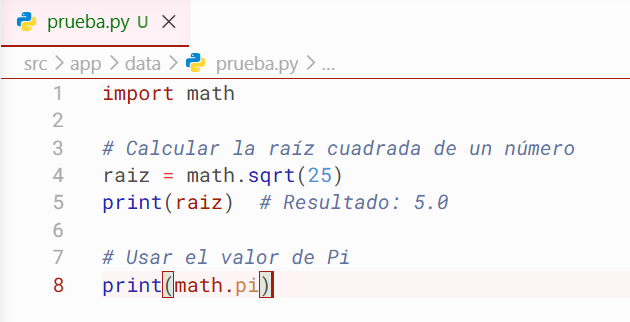 prueba.py U ×
src > app > data > prueba.py > ...
1 import math
2
3 # Calcular la raíz cuadrada de un número
4 raiz = math.sqrt(25)
5 print(raiz)  # Resultado: 5.0
6
7 # Usar el valor de Pi
8 print(math.pi)